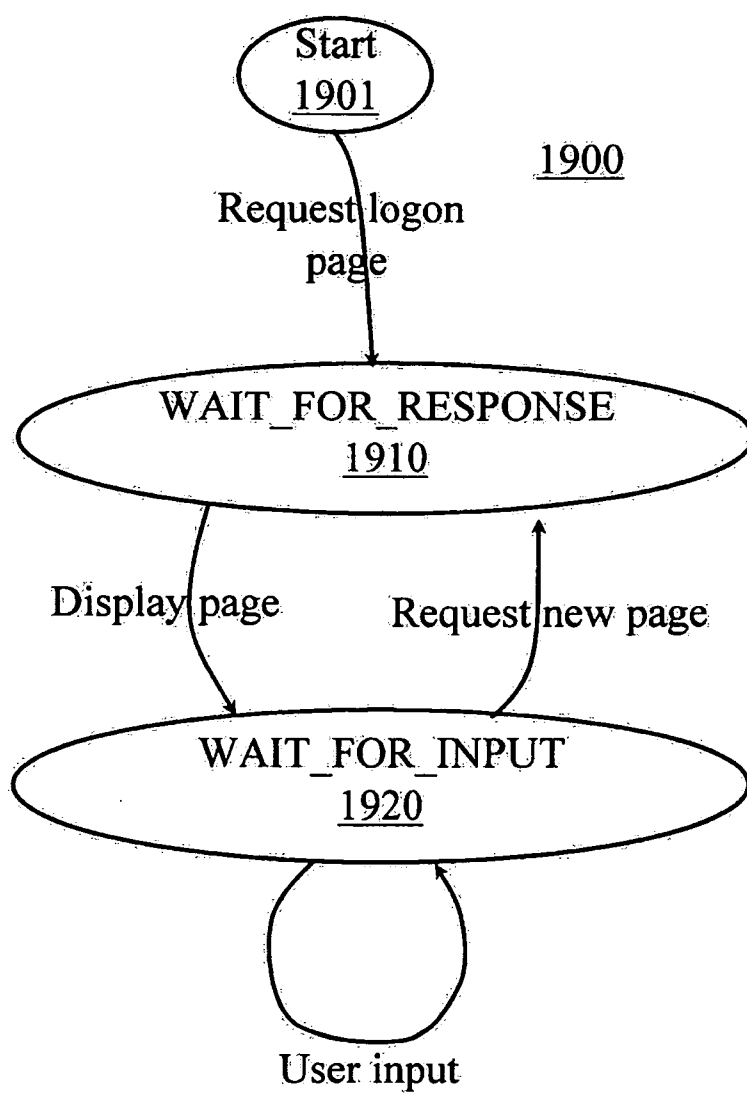 Start
1901
1900
Request logon
page
WAIT_FOR_RESPONSE
1910
Display page
Request new page
WAIT_FOR_INPUT
1920
User input